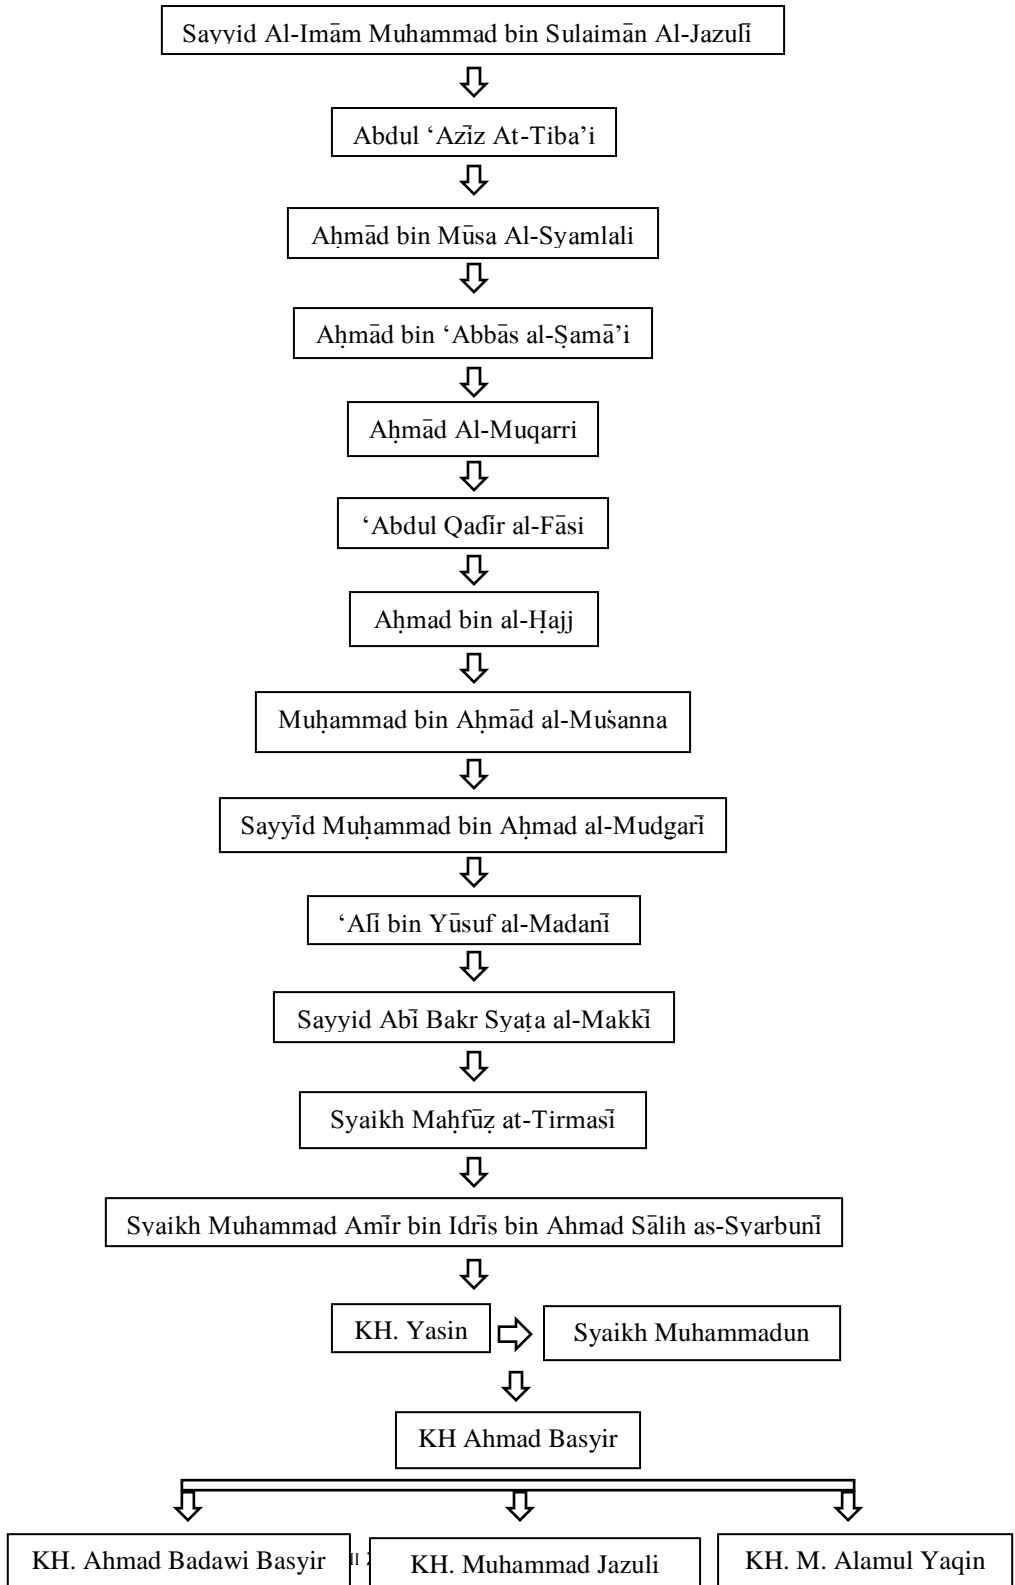 Sayyid Al-Imām Muhammad bin Sulaimān Al-Jazulī
Abdul ‘Azīz At-Tiba’i
Aḥmād bin Mūsa Al-Syamlali
Aḥmād bin ‘Abbās al-Ṣamā’i
Aḥmād Al-Muqarri
‘Abdul Qadīr al-Fāsi
Aḥmad bin al-Ḥajj
Muḥammad bin Aḥmād al-Muṡanna
Sayyīd Muḥammad bin Aḥmad al-Mudgarī
‘Alī bin Yūsuf al-Madanī
Sayyid Abī Bakr Syaṭa al-Makkī
Syaikh Maḥfūẓ at-Tirmasī
Syaikh Muhammad Amīr bin Idrīs bin Ahmad Sālih as-Syarbunī
KH. Yasin Syaikh Muhammadun
KH Ahmad Basyir
KH. Ahmad Badawi Basyir KH. Muhammad Jazuli KH. M. Alamul Yaqin